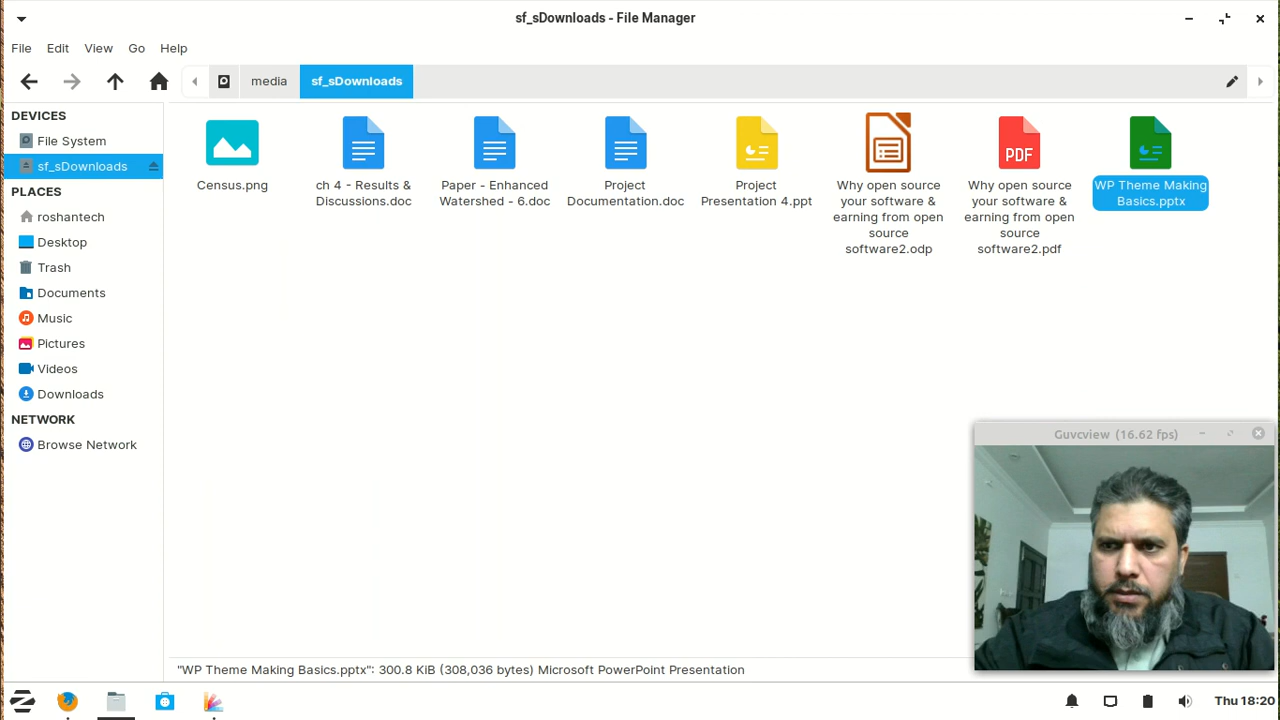 sf_sDownloads - File Manager
File Edit View Go Help
media sf_sDownloads
DEVICES
File System
sf_sDownloads
PLACES
roshantech
Desktop
Trash
Documents
Music
Pictures
Videos
Downloads
NETWORK
Browse Network
Census.png
ch 4 - Results &
Discussions.doc
Paper - Enhanced
Watershed - 6.doc
Project
Documentation.doc
Project
Presentation 4.ppt
Why open source
your software &
earning from open
source
software2.odp
PDF
Why open source
your software &
earning from open
source
software2.pdf
WP Theme Making
Basics.pptx
Guvcview (16.62 fps)
"WP Theme Making Basics.pptx": 300.8 KiB (308,036 bytes) Microsoft PowerPoint Presentation
Thu 18:20